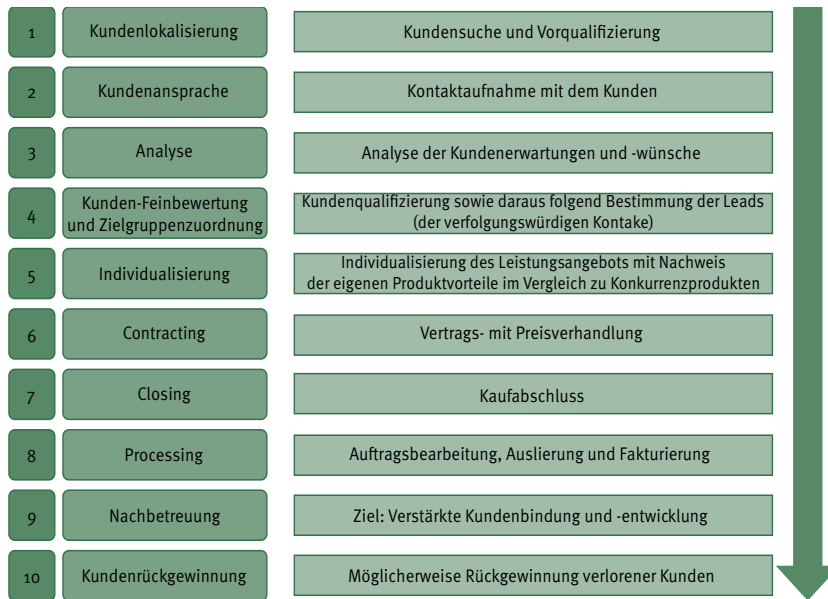 1 Kundenlokalisierung Kundensuche und Vorqualifizierung
2 Kundenansprache Kontaktaufnahme mit dem Kunden
3 Analyse Analyse der Kundenerwartungen und -wünsche
4 Kunden-Feinbewertung
und Zielgruppenzuordnung
Kundenqualifizierung sowie daraus folgend Bestimmung der Leads
(der verfolgungswürdigen Kontake)
5 Individualisierung
Individualisierung des Leistungsangebots mit Nachweis
der eigenen Produktvorteile im Vergleich zu Konkurrenzprodukten
6 Contracting Vertrags- mit Preisverhandlung
7 Closing Kaufabschluss
8 Processing Auftragsbearbeitung, Auslierung und Fakturierung
9 Nachbetreuung Ziel: Verstärkte Kundenbindung und -entwicklung
10 Kundenrückgewinnung Möglicherweise Rückgewinnung verlorener Kunden